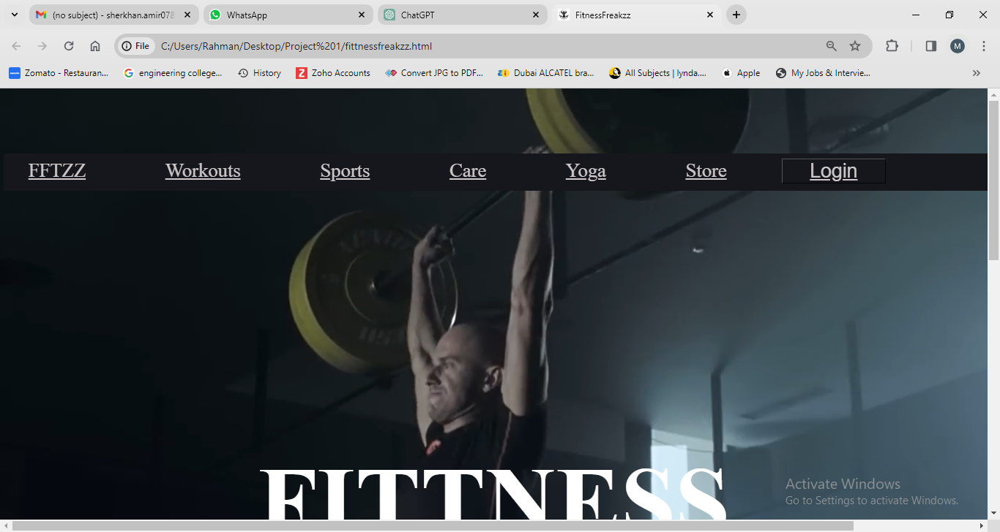 (no subject) - sherkhan.amir078
WhatsApp
ChatGPT
FitnessFreakzz
File
C:/Users/Rahman/Desktop/Project%201/fittnessfreakzz.html
M
Zomato - Restauran...
engineering college...
History
Zoho Accounts
Convert JPG to PDF...
Dubai ALCATEL bra...
All Subjects | lynda....
Apple
My Jobs & Intervie...
FFTZZ
Workouts
Sports
Care
Yoga
Store
Login
FITTNESS
Activate Windows
Go to Settings to activate Windows.